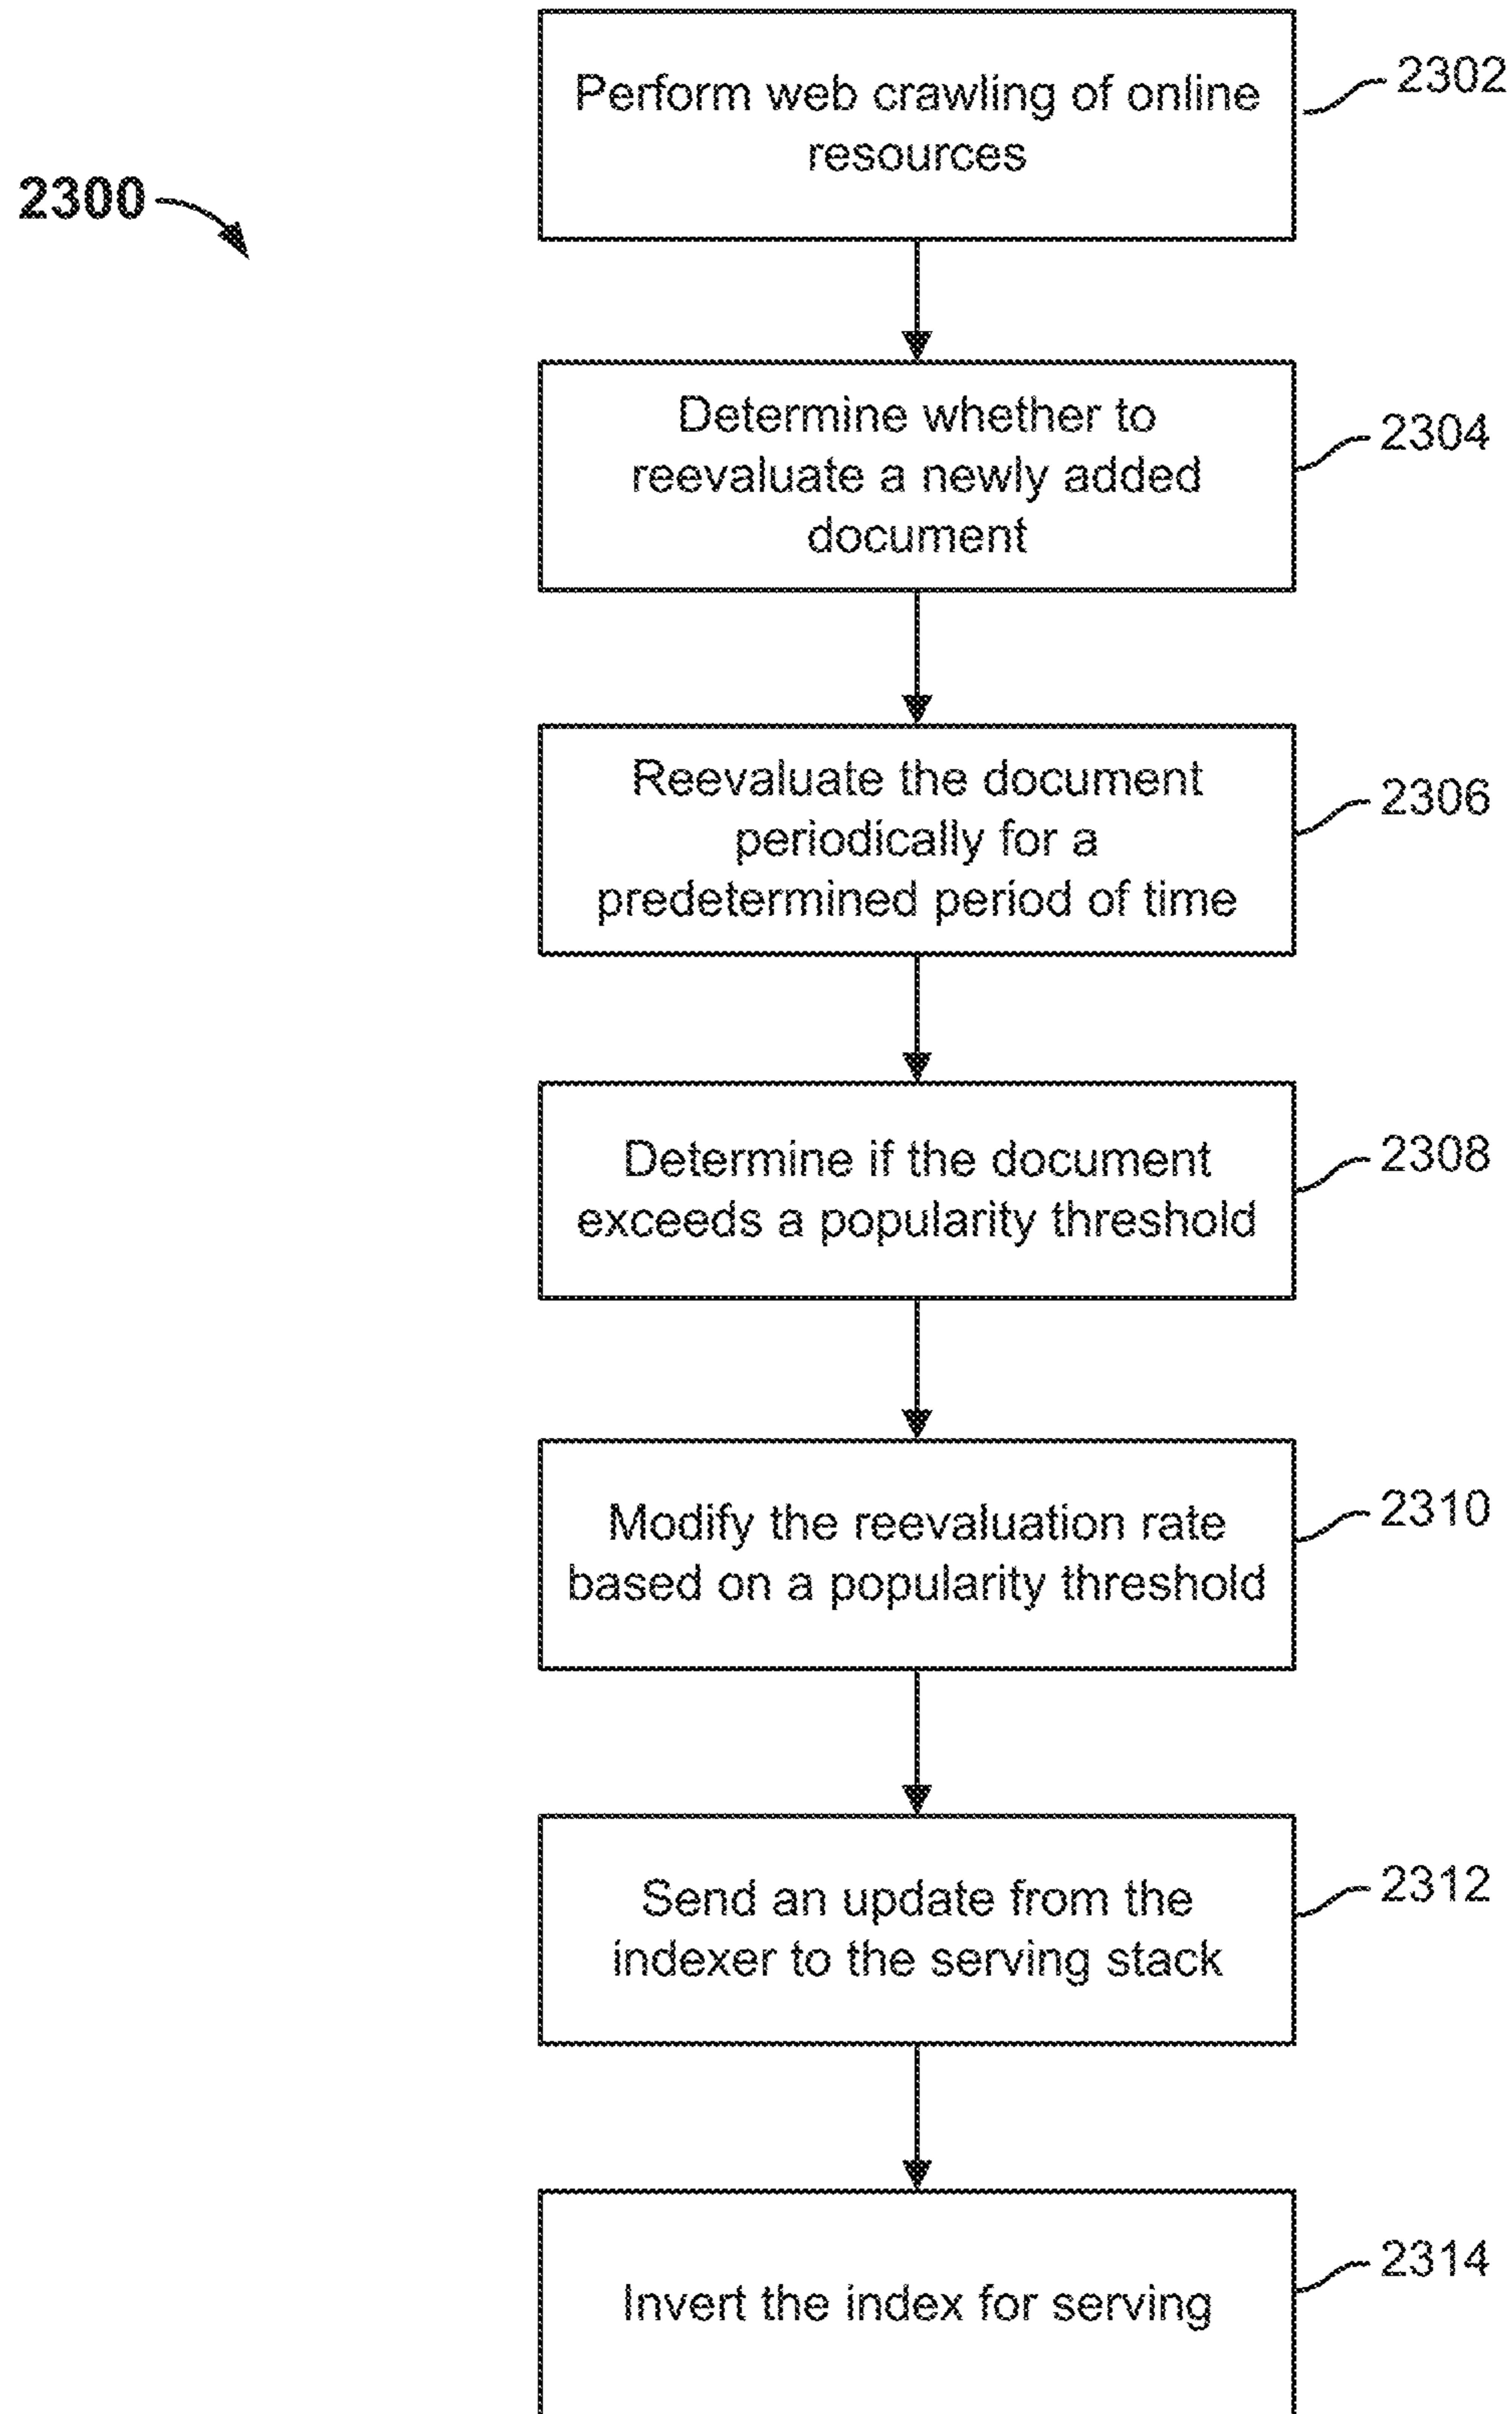 Perform web crawling of online
resources
2302
2300
Determine whether to
reevaluate a newly added
document
2304
Reevaluate the document
periodically for a
predetermined period of time
2306
Determine if the document
exceeds a popularity threshold
2308
Modify the reevaluation rate
based on a popularity threshold
2310
Send an update from the
indexer to the serving stack
2312
Invert the index for serving
2314